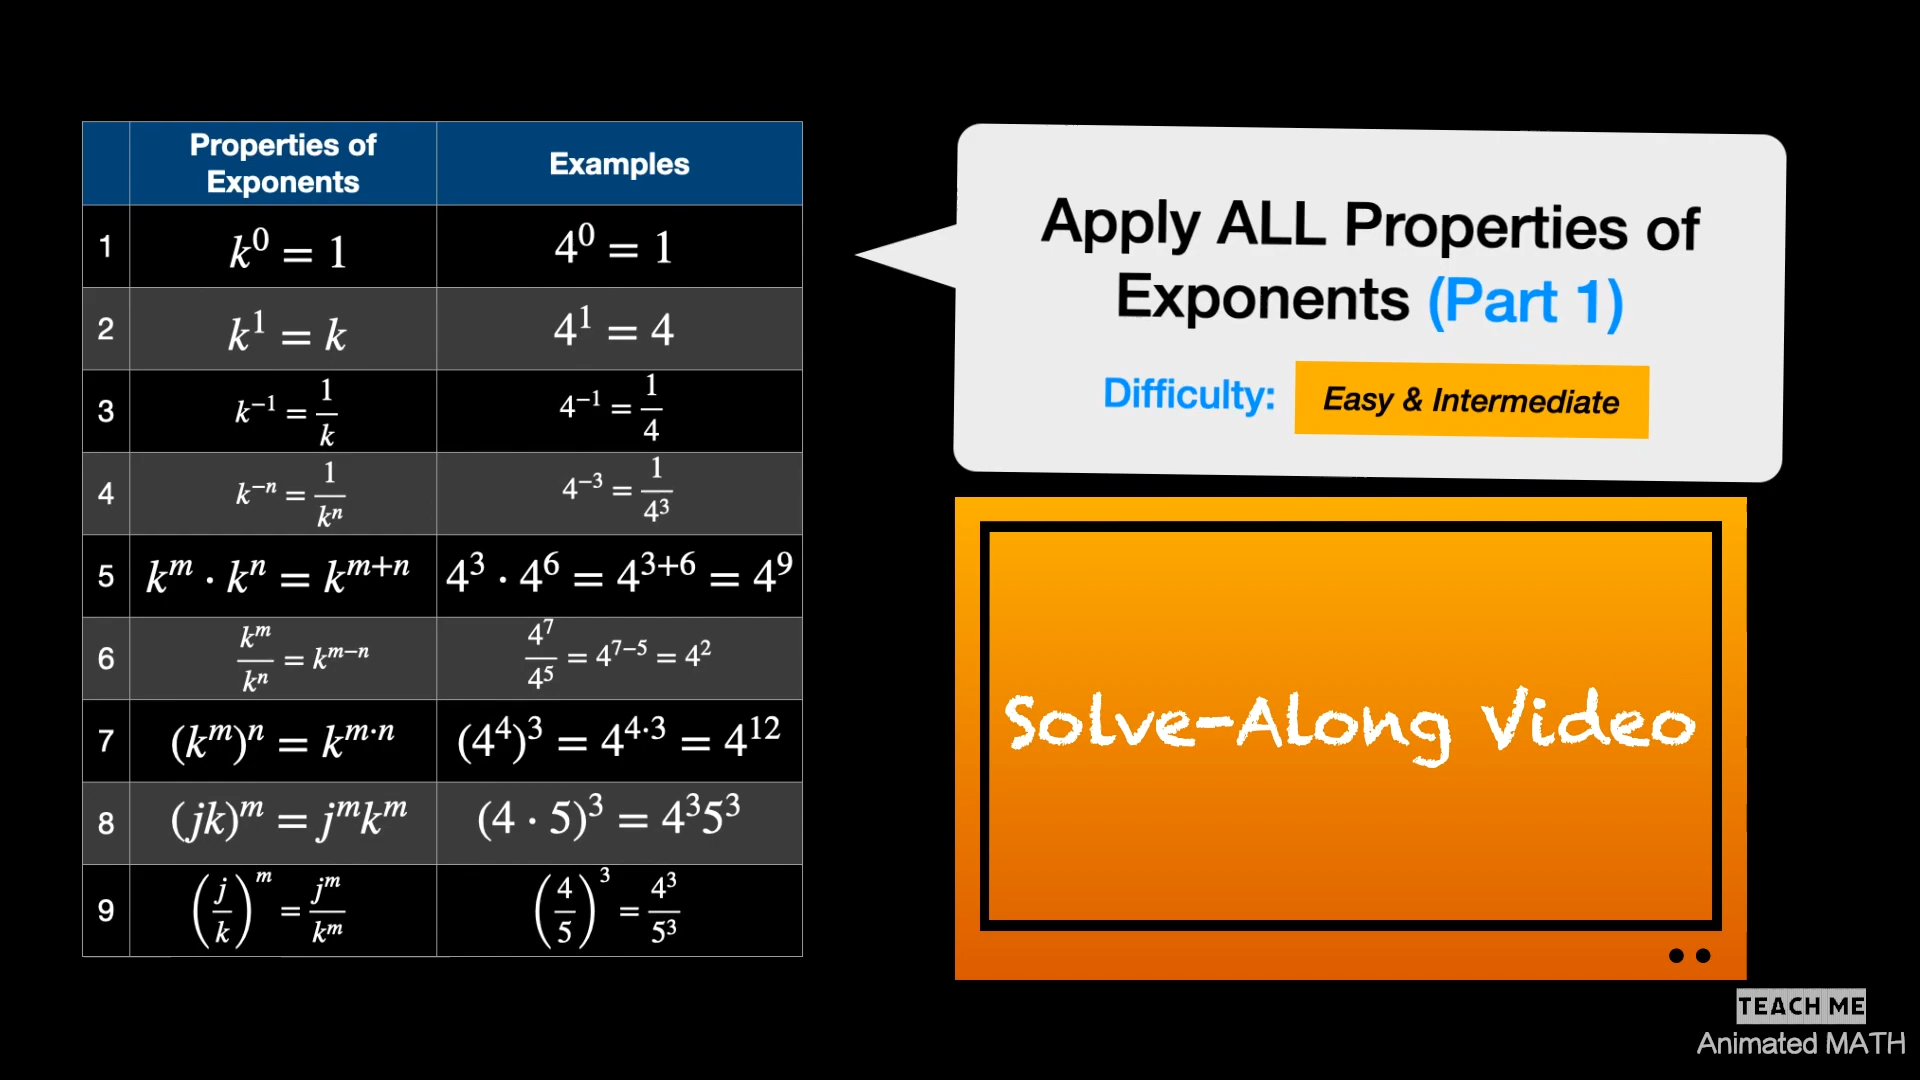 Properties of
Exponents
Examples
1
k⁰ = 1
4⁰ = 1
2
k¹ = k
4¹ = 4
3
k⁻¹ = 1/k
4⁻¹ = 1/4
4
k⁻ⁿ = 1/kⁿ
4⁻³ = 1/4³
5
kᵐ · kⁿ = kᵐ⁺ⁿ
4³ · 4⁶ = 4³⁺⁶ = 4⁹
6
kᵐ/kⁿ = kᵐ⁻ⁿ
4⁷/4⁵ = 4⁷⁻⁵ = 4²
7
(kᵐ)ⁿ = kᵐ·ⁿ
(4⁴)³ = 4⁴·³ = 4¹²
8
(jk)ᵐ = jᵐkᵐ
(4 · 5)³ = 4³5³
9
(j/k)ᵐ = jᵐ/kᵐ
(4/5)³ = 4³/5³
Apply ALL Properties of
Exponents (Part 1)
Difficulty: Easy & Intermediate
Solve-Along Video
TEACH ME
Animated MATH